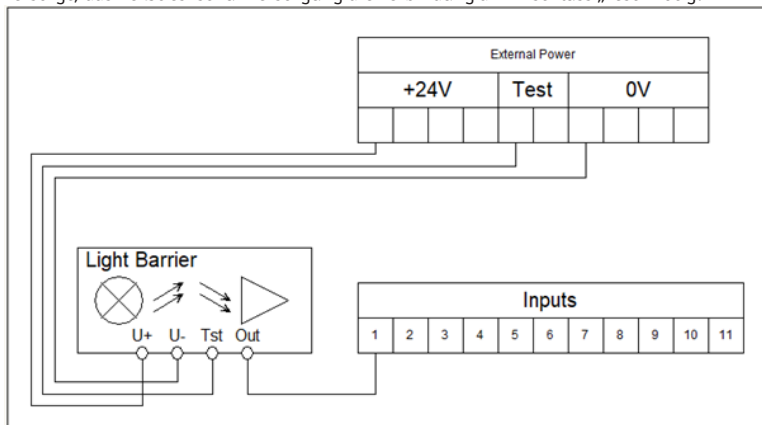 External Power
+24V Test 0V
Light Barrier
U+ U- Tst Out
Inputs
1 2 3 4 5 6 7 8 9 10 11